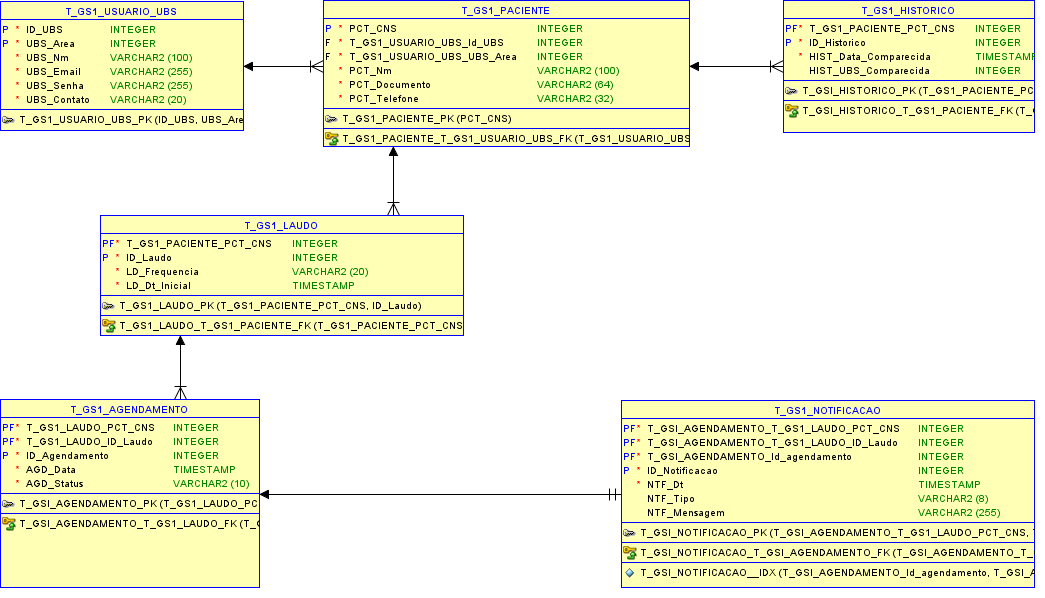 T_GS1_USUARIO_UBS
P * ID_UBS INTEGER
P * UBS_Area INTEGER
* UBS_Nm VARCHAR2 (100)
* UBS_Email VARCHAR2 (255)
* UBS_Senha VARCHAR2 (255)
* UBS_Contato VARCHAR2 (20)
T_GS1_USUARIO_UBS_PK (ID_UBS, UBS_Are
T_GS1_PACIENTE
P * PCT_CNS INTEGER
F * T_GS1_USUARIO_UBS_Id_UBS INTEGER
F * T_GS1_USUARIO_UBS_UBS_Area INTEGER
* PCT_Nm VARCHAR2 (100)
* PCT_Documento VARCHAR2 (64)
* PCT_Telefone VARCHAR2 (32)
T_GS1_PACIENTE_PK (PCT_CNS)
T_GS1_PACIENTE_T_GS1_USUARIO_UBS_FK (T_GS1_USUARIO_UBS
T_GS1_HISTORICO
PF* T_GS1_PACIENTE_PCT_CNS INTEGER
P * ID_Historico INTEGER
* HIST_Data_Comparecida TIMESTAMP
HIST_UBS_Comparecida INTEGER
T_GSI_HISTORICO_PK (T_GS1_PACIENTE_PC
T_GSI_HISTORICO_T_GS1_PACIENTE_FK (T_G
T_GS1_LAUDO
PF* T_GS1_PACIENTE_PCT_CNS INTEGER
P * ID_Laudo INTEGER
* LD_Frequencia VARCHAR2 (20)
* LD_Dt_Inicial TIMESTAMP
T_GS1_LAUDO_PK (T_GS1_PACIENTE_PCT_CNS, ID_Laudo)
T_GS1_LAUDO_T_GS1_PACIENTE_FK (T_GS1_PACIENTE_PCT_CNS
T_GS1_AGENDAMENTO
PF* T_GS1_LAUDO_PCT_CNS INTEGER
PF* T_GS1_LAUDO_ID_Laudo INTEGER
P * ID_Agendamento INTEGER
* AGD_Data TIMESTAMP
* AGD_Status VARCHAR2 (10)
T_GSI_AGENDAMENTO_PK (T_GS1_LAUDO_PC
T_GSI_AGENDAMENTO_T_GS1_LAUDO_FK (T_G
T_GS1_NOTIFICACAO
PF* T_GSI_AGENDAMENTO_T_GS1_LAUDO_PCT_CNS INTEGER
PF* T_GSI_AGENDAMENTO_T_GS1_LAUDO_ID_Laudo INTEGER
PF* T_GSI_AGENDAMENTO_Id_agendamento INTEGER
P * ID_Notificacao INTEGER
* NTF_Dt TIMESTAMP
NTF_Tipo VARCHAR2 (8)
NTF_Mensagem VARCHAR2 (255)
T_GSI_NOTIFICACAO_PK (T_GSI_AGENDAMENTO_T_GS1_LAUDO_PCT_CNS,
T_GSI_NOTIFICACAO_T_GSI_AGENDAMENTO_FK (T_GSI_AGENDAMENTO_T_
T_GSI_NOTIFICACAO__IDX (T_GSI_AGENDAMENTO_Id_agendamento, T_GSI_A